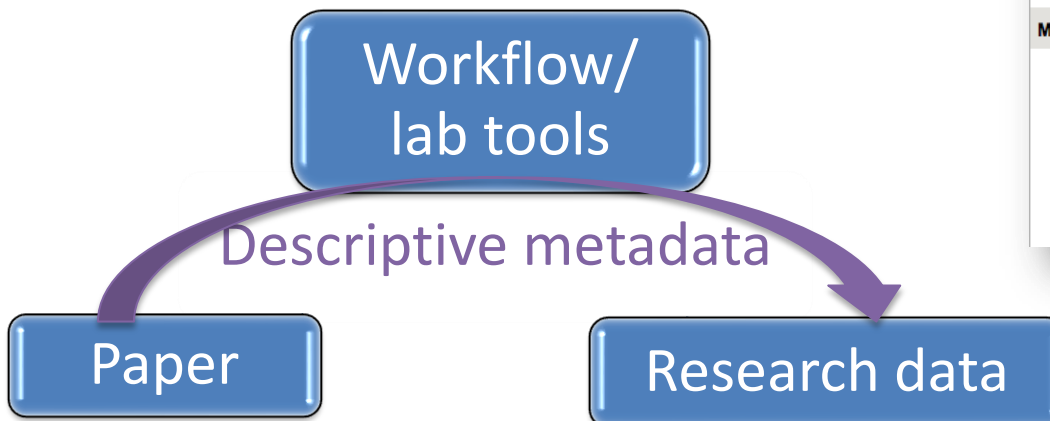 Workflow/
lab tools
Descriptive metadata
Paper
Research data